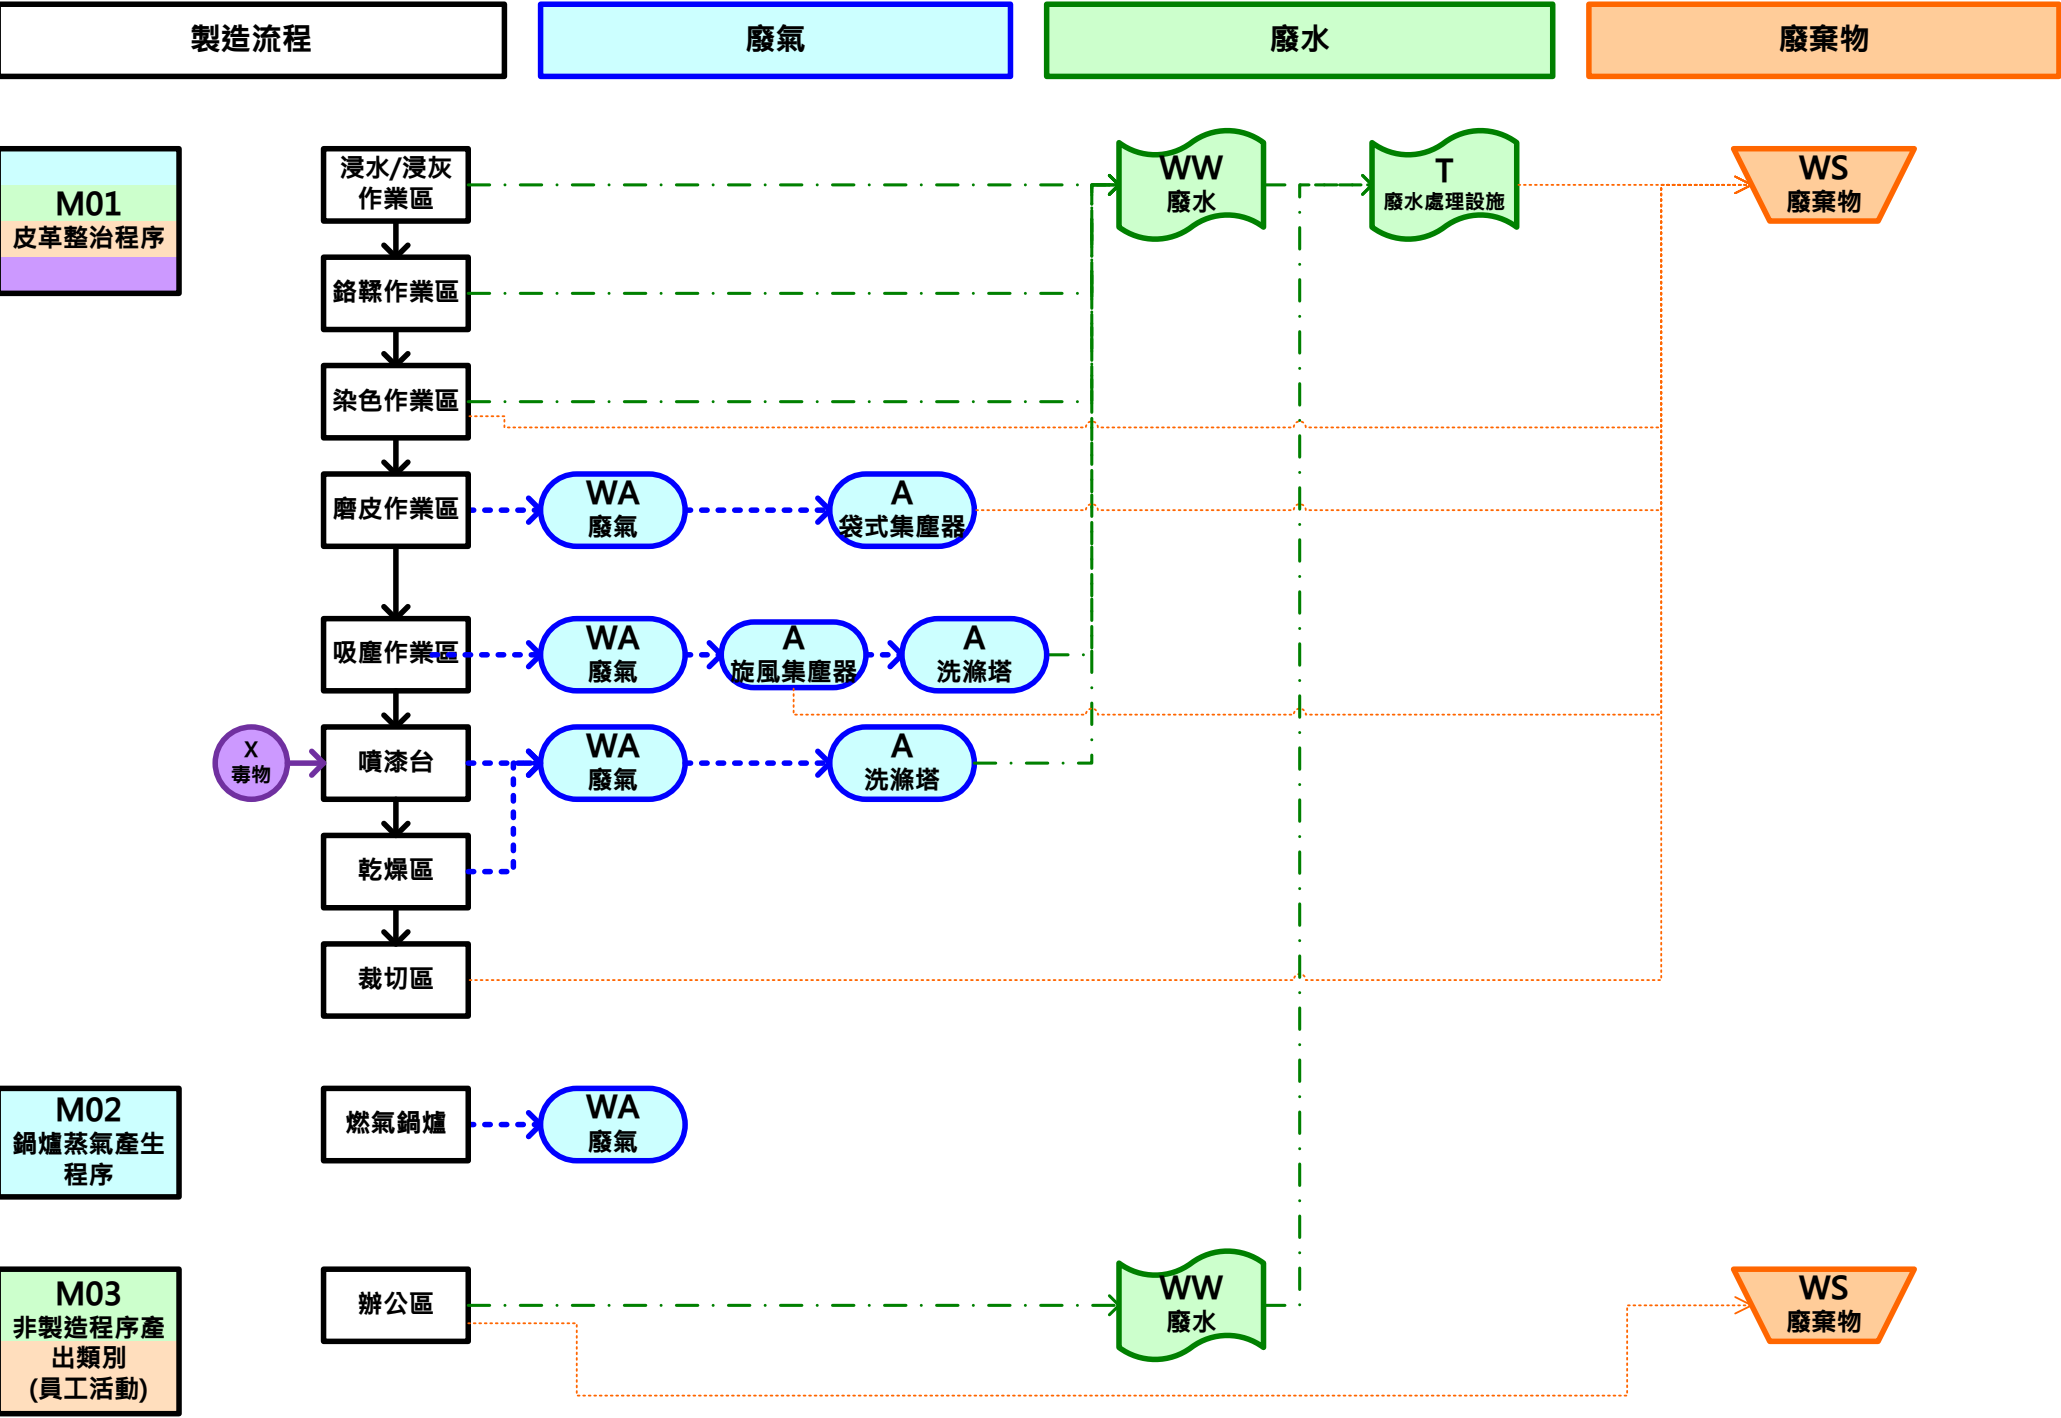 製造流程
廢氣
廢水
廢棄物
M01
皮革整治程序
浸水/浸灰
作業區
WW
廢水
T
廢水處理設施
WS
廢棄物
鉻鞣作業區
染色作業區
磨皮作業區
WA
廢氣
A
袋式集塵器
吸塵作業區
WA
廢氣
A
旋風集塵器
A
洗滌塔
X
毒物
噴漆台
WA
廢氣
A
洗滌塔
乾燥區
裁切區
M02
鍋爐蒸氣產生
程序
燃氣鍋爐
WA
廢氣
M03
非製造程序產
出類別
(員工活動)
辦公區
WW
廢水
WS
廢棄物